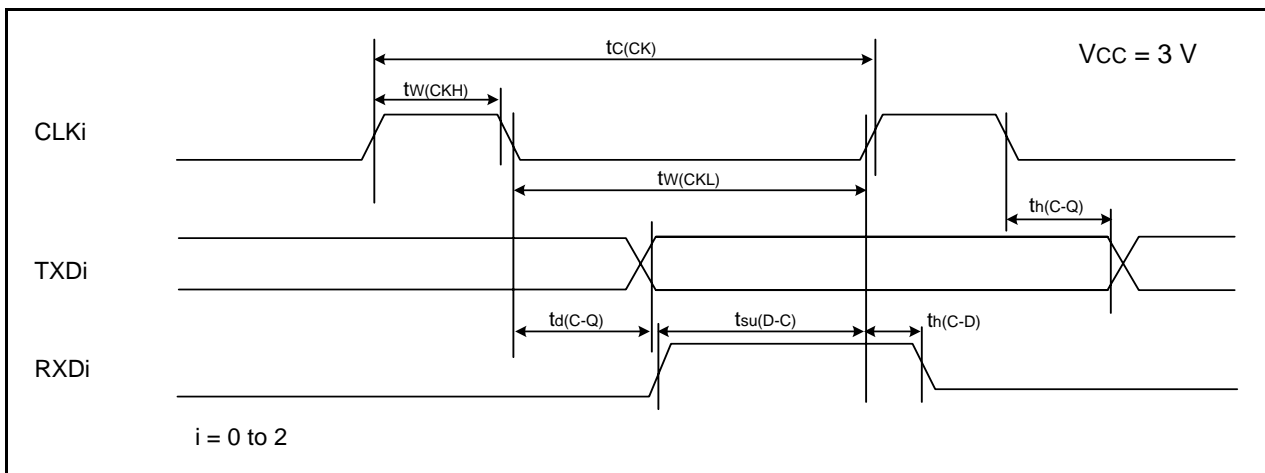 tC(CK)
VCC = 3 V
tW(CKH)
CLKi
tW(CKL)
th(C-Q)
TXDi
td(C-Q)
tsu(D-C)
th(C-D)
RXDi
i = 0 to 2